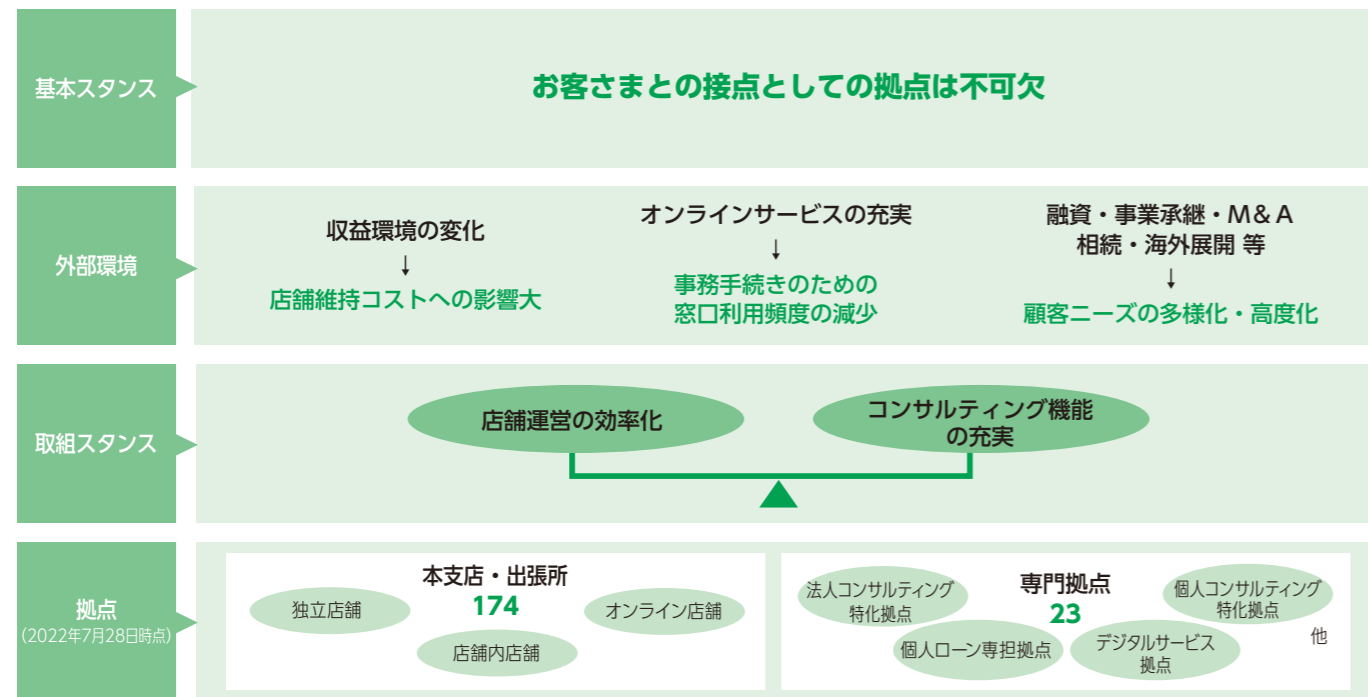 基本スタンス
お客さまとの接点としての拠点は不可欠
外部環境
収益環境の変化
↓
店舗維持コストへの影響大
オンラインサービスの充実
↓
事務手続きのための
窓口利用頻度の減少
融資・事業承継・M&A
相続・海外展開 等
↓
顧客ニーズの多様化・高度化
取組スタンス
店舗運営の効率化
コンサルティング機能
の充実
拠点
(2022年7月28日時点)
本支店・出張所
174
独立店舗
オンライン店舗
店舗内店舗
専門拠点
23
法人コンサルティング
特化拠点
個人コンサルティング
特化拠点
個人ローン専担拠点
デジタルサービス
拠点
他